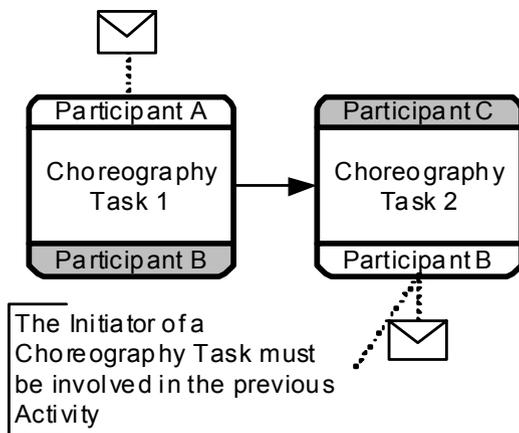 Participant A
Choreography
Task 1
Participant B
Participant C
Choreography
Task 2
Participant B
The Initiator of a
Choreography Task must
be involved in the previous
Activity